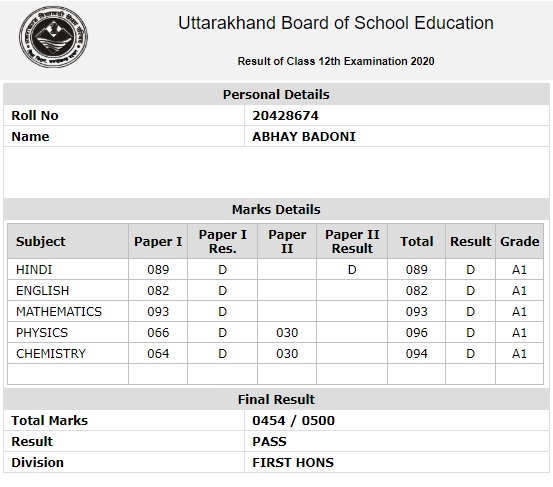 Uttarakhand Board of School Education
Result of Class 12th Examination 2020
Personal Details
Roll No 20428674
Name ABHAY BADONI
Marks Details
Subject Paper I Paper I Res. Paper II Paper II Result Total Result Grade
HINDI 089 D D 089 D A1
ENGLISH 082 D 082 D A1
MATHEMATICS 093 D 093 D A1
PHYSICS 066 D 030 096 D A1
CHEMISTRY 064 D 030 094 D A1
Final Result
Total Marks 0454 / 0500
Result PASS
Division FIRST HONS